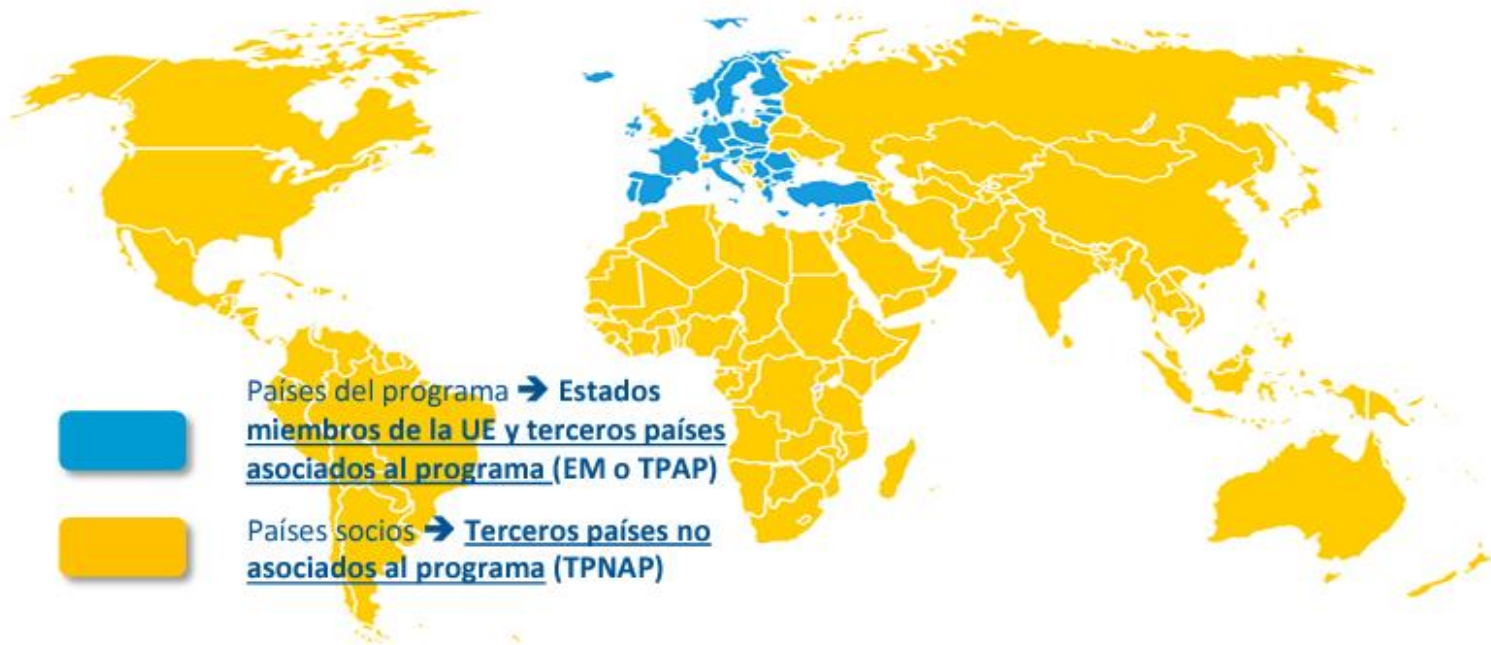 Países del programa ➔ Estados
miembros de la UE y terceros países
asociados al programa (EM o TPAP)
Países socios ➔ Terceros países no
asociados al programa (TPNAP)